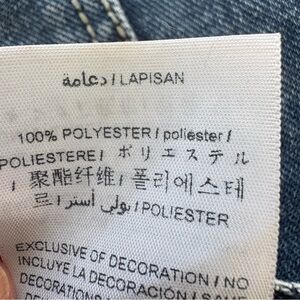 دعامة / LAPISAN
100% POLYESTER / poliester /
POLIESTERE / ポリエステル
/ 聚酯纤维 / 폴리에스테
르 / بولي أستر / POLIESTER
EXCLUSIVE OF DECORATION / NO
INCLUYE LA DECORACIÓN /
DECORATIONS